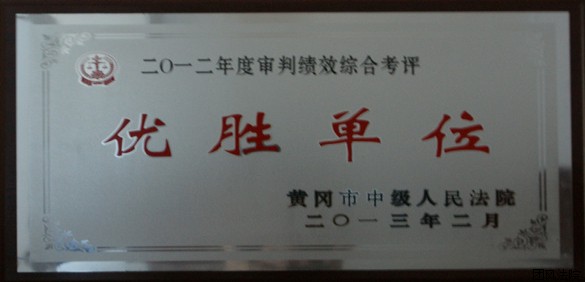 二〇一二年度审判绩效综合考评
优胜单位
黄冈市中级人民法院
二〇一三年二月